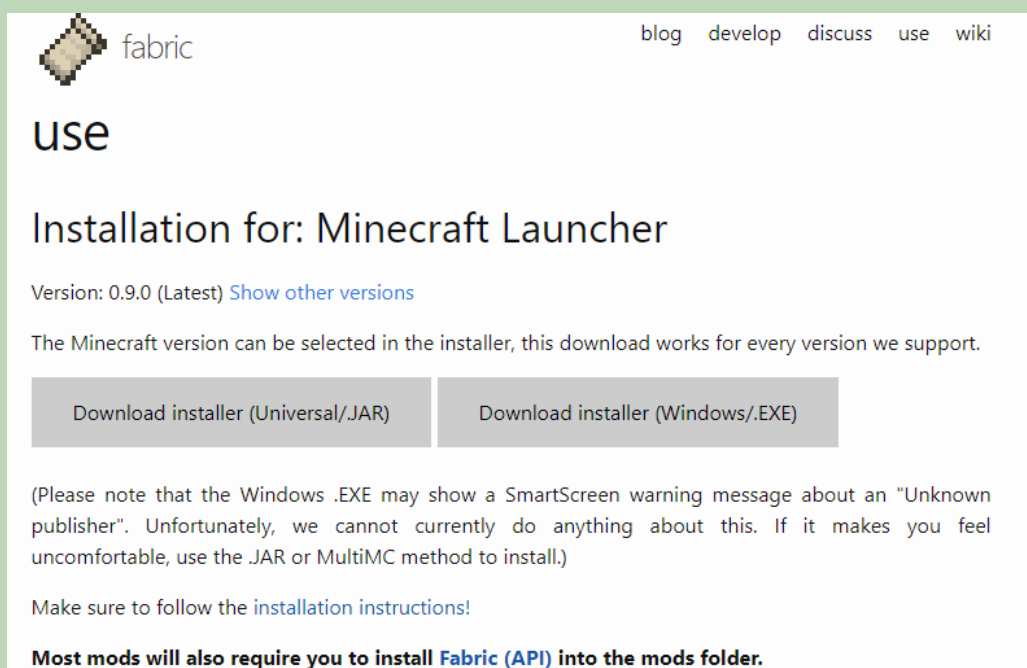 fabric
blog develop discuss use wiki
use
Installation for: Minecraft Launcher
Version: 0.9.0 (Latest) Show other versions
The Minecraft version can be selected in the installer, this download works for every version we support.
Download installer (Universal/.JAR) Download installer (Windows/.EXE)
(Please note that the Windows .EXE may show a SmartScreen warning message about an "Unknown
publisher". Unfortunately, we cannot currently do anything about this. If it makes you feel
uncomfortable, use the .JAR or MultiMC method to install.)
Make sure to follow the installation instructions!
Most mods will also require you to install Fabric (API) into the mods folder.